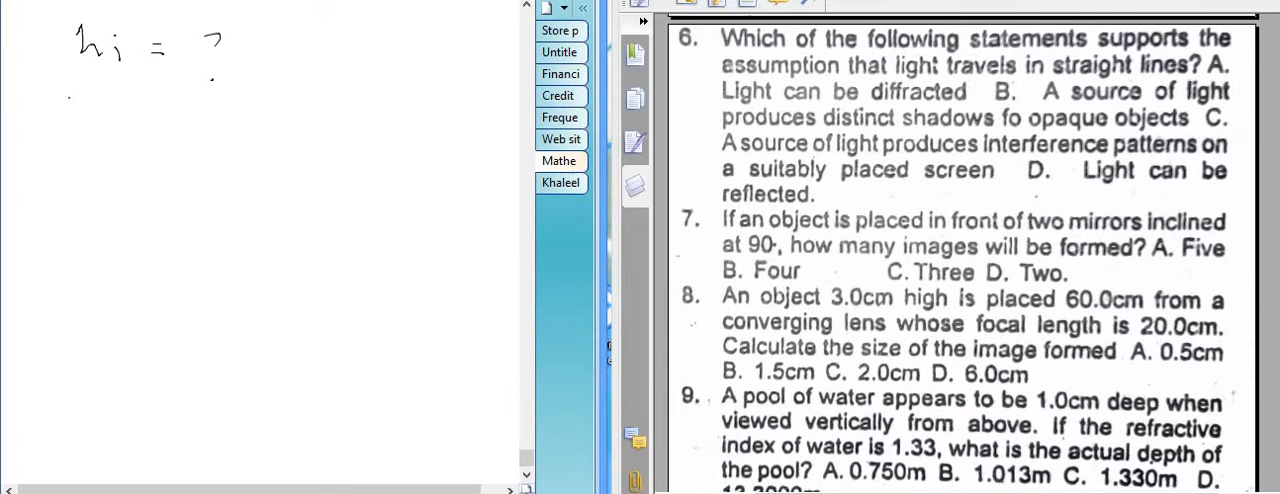 hi = ?
Store p
Untitle
Financi
Credit
Freque
Web sit
Mathe
Khaleel
6. Which of the following statements supports the
assumption that light travels in straight lines? A.
Light can be diffracted B. A source of light
produces distinct shadows fo opaque objects C.
A source of light produces interference patterns on
a suitably placed screen D. Light can be
reflected.
7. If an object is placed in front of two mirrors inclined
at 90·, how many images will be formed? A. Five
B. Four C. Three D. Two.
8. An object 3.0cm high is placed 60.0cm from a
converging lens whose focal length is 20.0cm.
Calculate the size of the image formed A. 0.5cm
B. 1.5cm C. 2.0cm D. 6.0cm
9. A pool of water appears to be 1.0cm deep when
viewed vertically from above. If the refractive
index of water is 1.33, what is the actual depth of
the pool? A. 0.750m B. 1.013m C. 1.330m D.